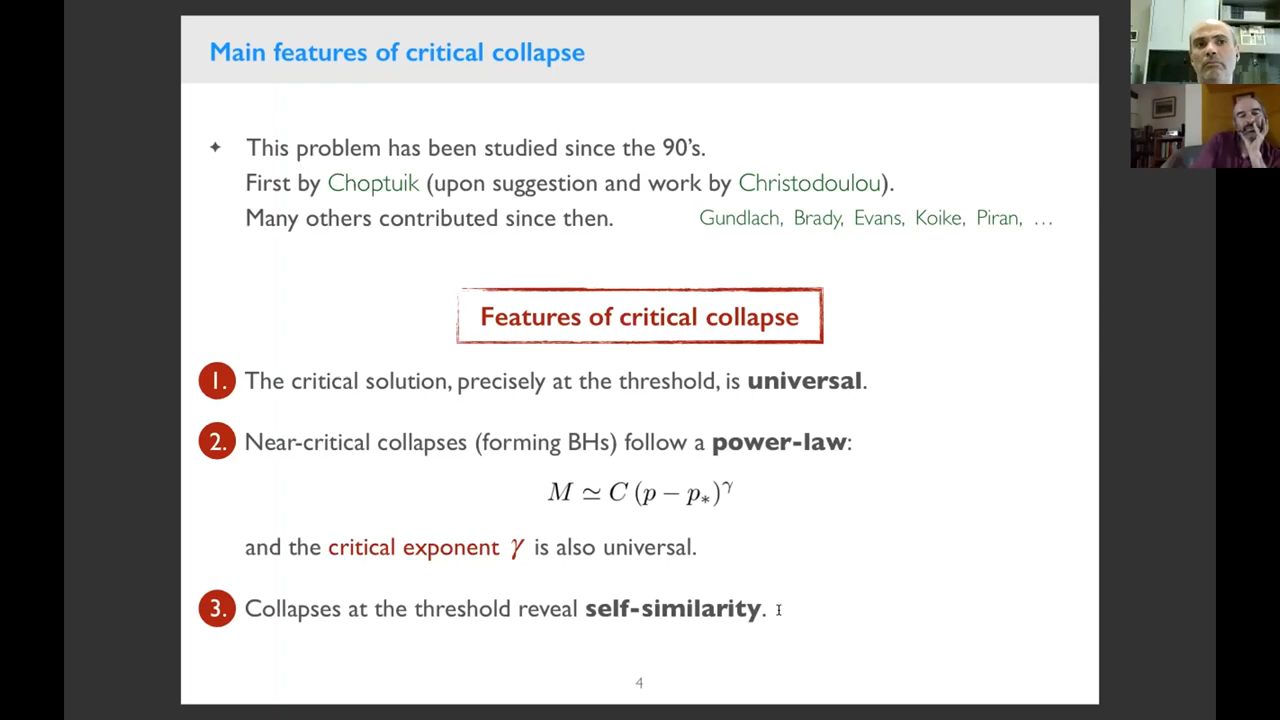 Main features of critical collapse
✦ This problem has been studied since the 90's.
First by Choptuik (upon suggestion and work by Christodoulou).
Many others contributed since then. Gundlach, Brady, Evans, Koike, Piran, …
Features of critical collapse
1. The critical solution, precisely at the threshold, is universal.
2. Near-critical collapses (forming BHs) follow a power-law:
M ≃ C (p − p∗)^γ
and the critical exponent γ is also universal.
3. Collapses at the threshold reveal self-similarity.
4